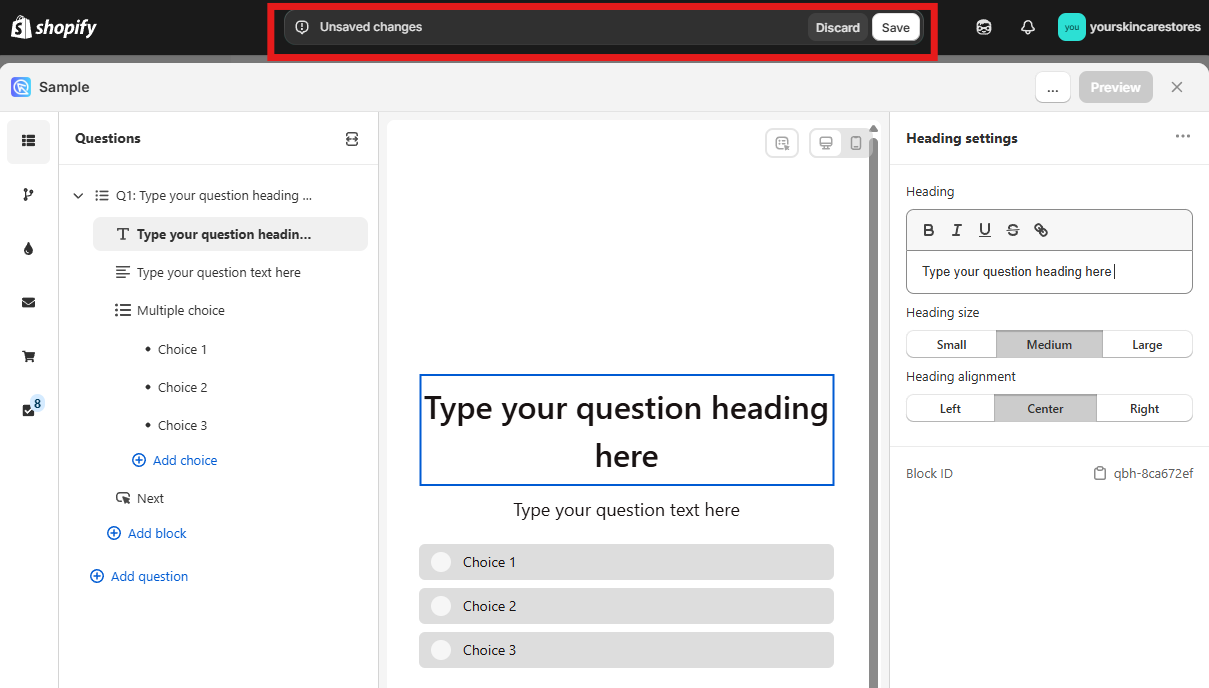 shopify
Unsaved changes
Discard
Save
you
yourskincarestores
Sample
...
Preview
Questions
Q1: Type your question heading ...
Type your question headin...
Type your question text here
Multiple choice
Choice 1
Choice 2
Choice 3
Add choice
Next
Add block
Add question
8
Type your question heading
here
Type your question text here
Choice 1
Choice 2
Choice 3
Heading settings
Heading
B I U S
Type your question heading here
Heading size
Small Medium Large
Heading alignment
Left Center Right
Block ID qbh-8ca672ef